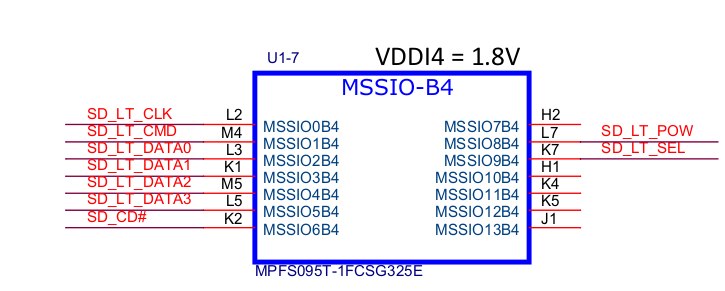 U1-7 VDDI4 = 1.8V
MSSIO-B4
SD_LT_CLK L2 MSSIO0B4 MSSIO7B4 H2
SD_LT_CMD M4 MSSIO1B4 MSSIO8B4 L7 SD_LT_POW
SD_LT_DATA0 L3 MSSIO2B4 MSSIO9B4 K7 SD_LT_SEL
SD_LT_DATA1 K1 MSSIO3B4 MSSIO10B4 H1
SD_LT_DATA2 M5 MSSIO4B4 MSSIO11B4 K4
SD_LT_DATA3 L5 MSSIO5B4 MSSIO12B4 K5
SD_CD# K2 MSSIO6B4 MSSIO13B4 J1
MPFS095T-1FCSG325E